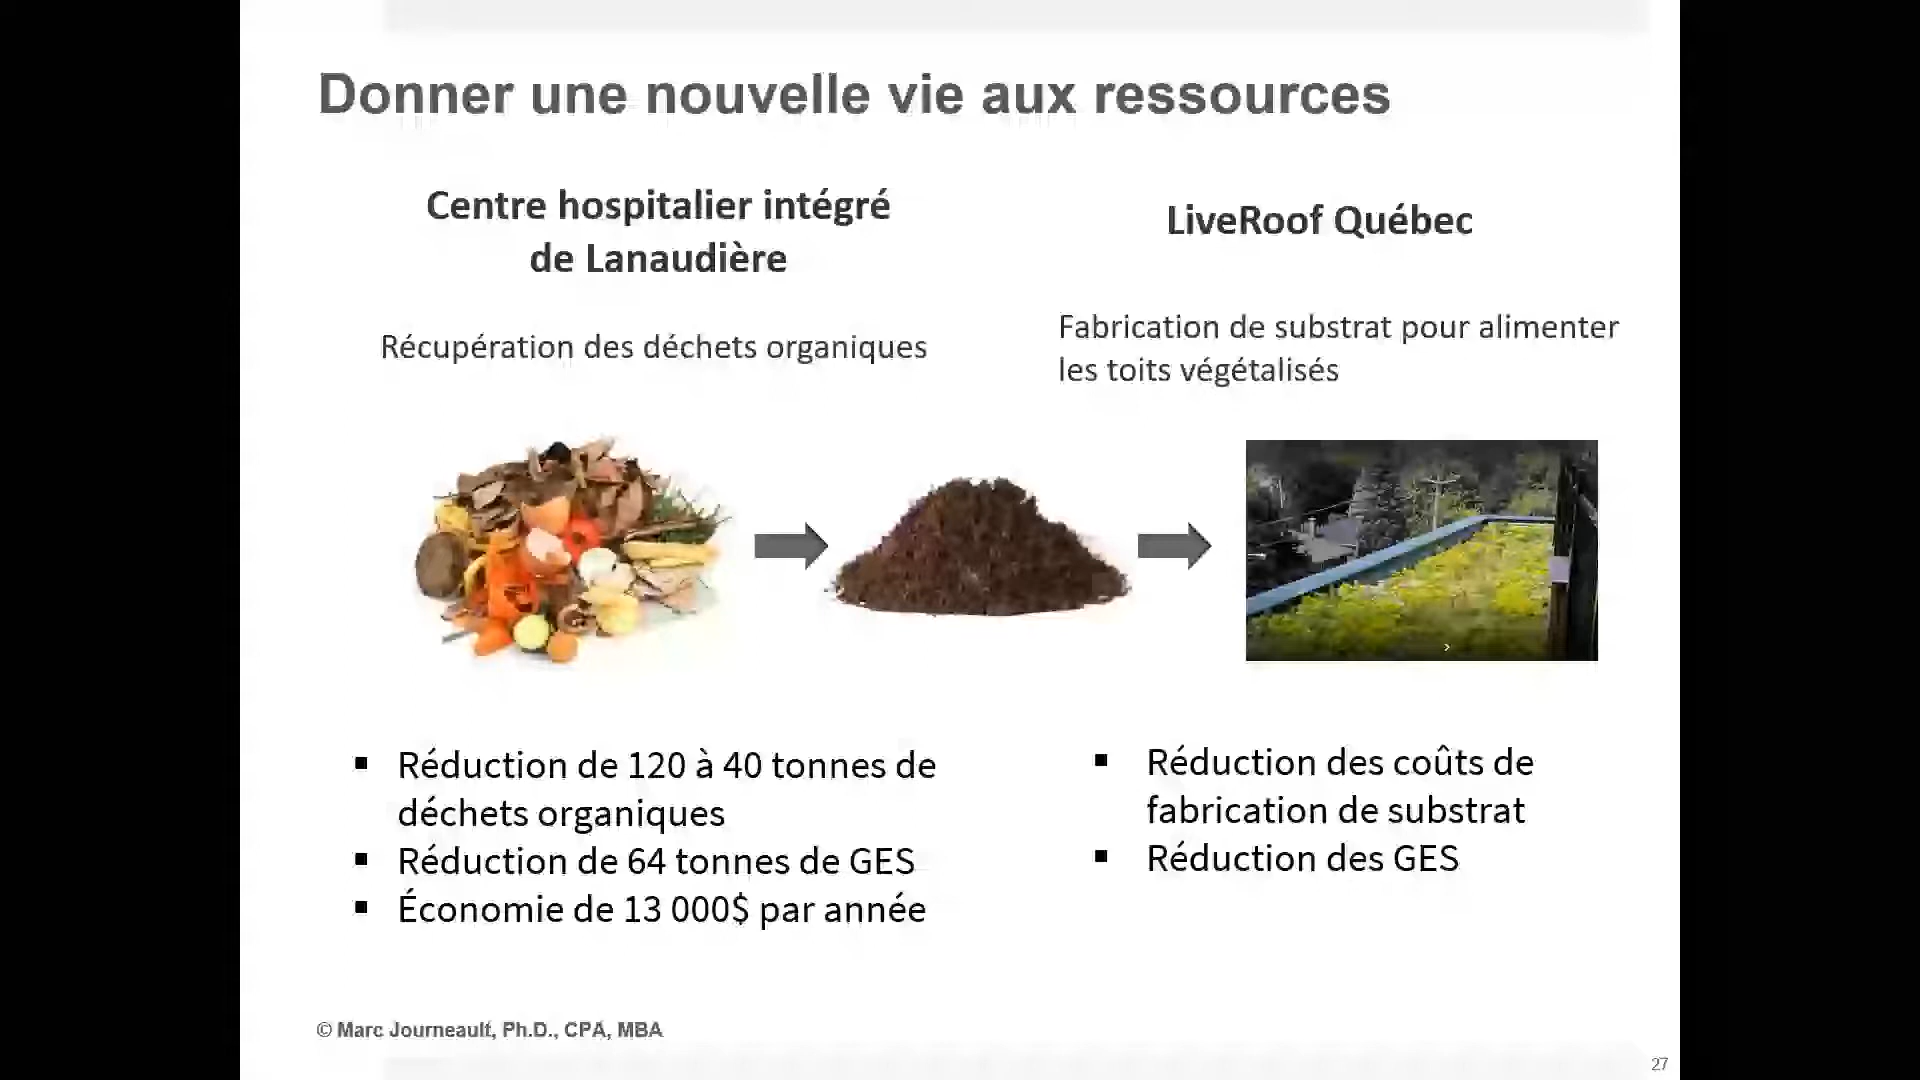 Donner une nouvelle vie aux ressources
Centre hospitalier intégré
de Lanaudière
Récupération des déchets organiques
LiveRoof Québec
Fabrication de substrat pour alimenter
les toits végétalisés
▪ Réduction de 120 à 40 tonnes de
déchets organiques
▪ Réduction de 64 tonnes de GES
▪ Économie de 13 000$ par année
▪ Réduction des coûts de
fabrication de substrat
▪ Réduction des GES
© Marc Journeault, Ph.D., CPA, MBA
27